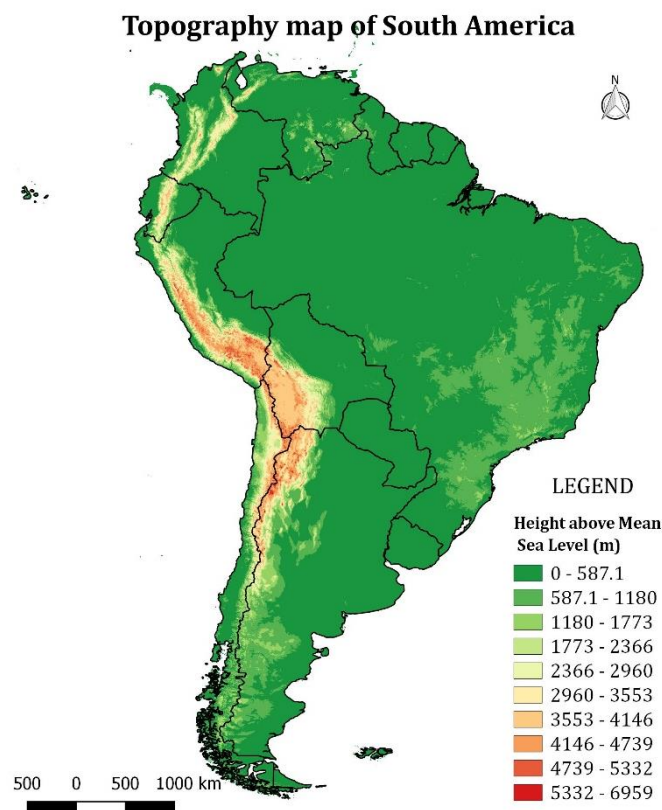 Topography map of South America
N
LEGEND
Height above Mean
Sea Level (m)
0 - 587.1
587.1 - 1180
1180 - 1773
1773 - 2366
2366 - 2960
2960 - 3553
3553 - 4146
4146 - 4739
4739 - 5332
5332 - 6959
500 0 500 1000 km